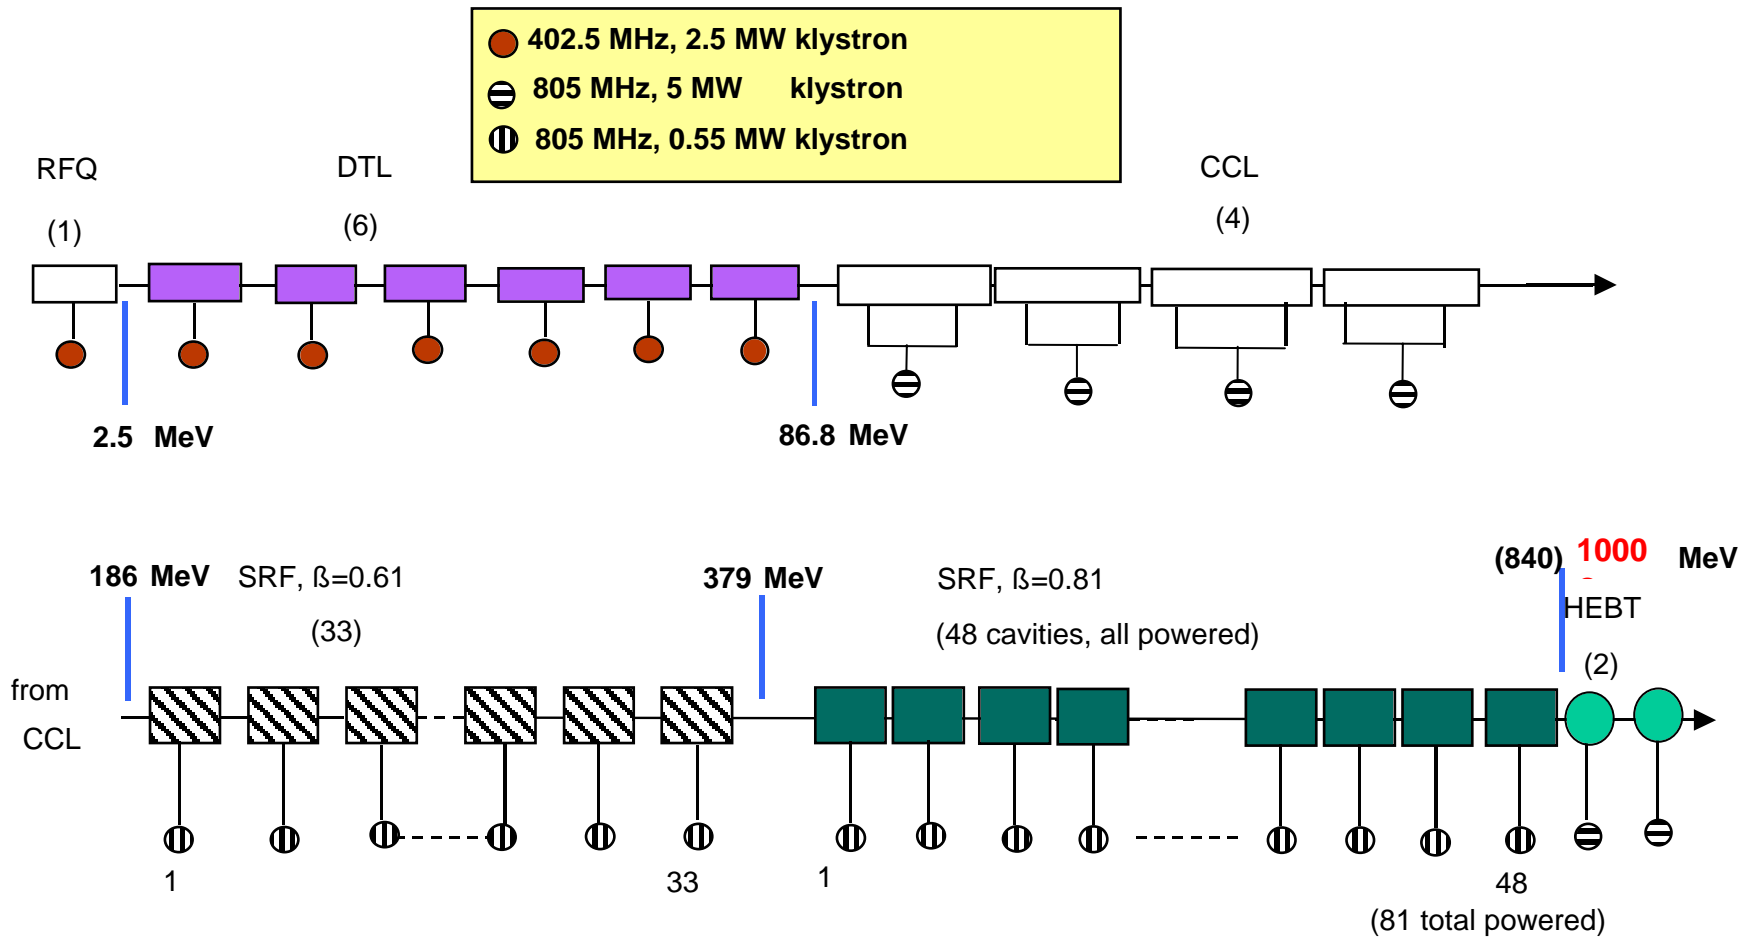 402.5 MHz, 2.5 MW klystron
805 MHz, 5 MW klystron
805 MHz, 0.55 MW klystron
RFQ
(1)
DTL
(6)
CCL
(4)
2.5 MeV
86.8 MeV
186 MeV
SRF, ß=0.61
(33)
379 MeV
SRF, ß=0.81
(48 cavities, all powered)
(840) 1000 MeV
HEBT
(2)
from
CCL
1
33
1
48
(81 total powered)